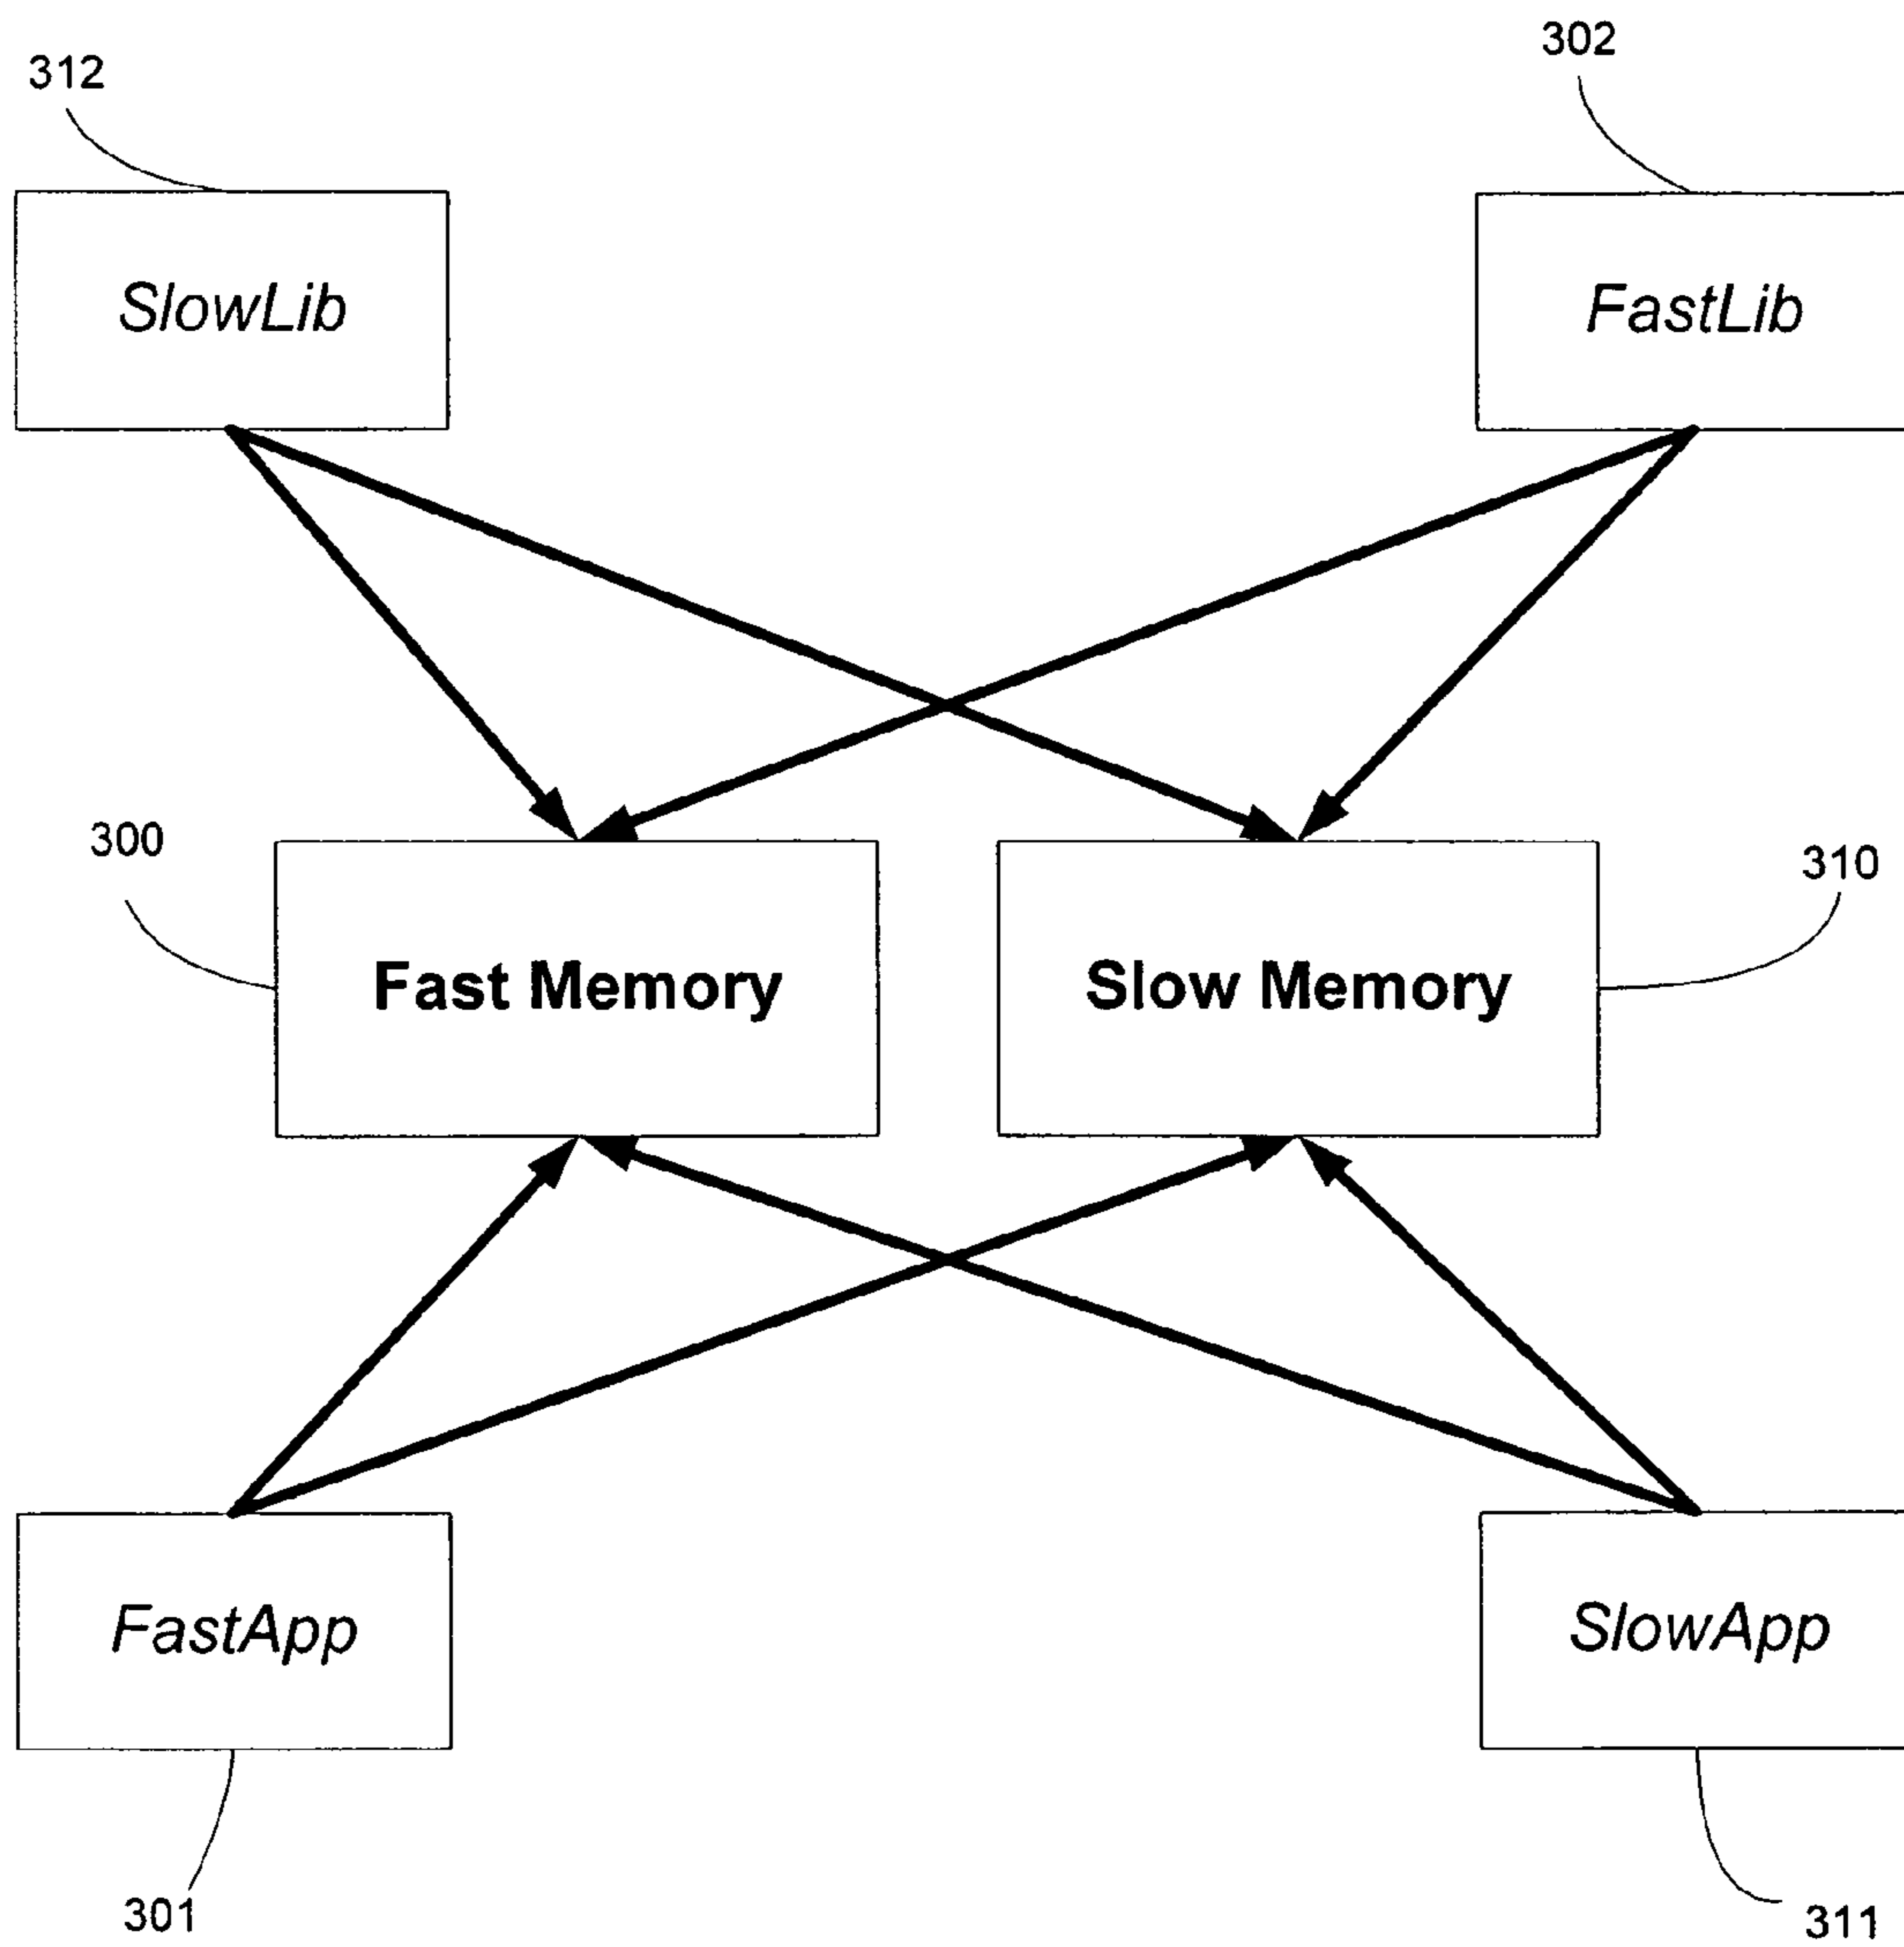 312
302
SlowLib
FastLib
300
310
Fast Memory
Slow Memory
FastApp
SlowApp
301
311